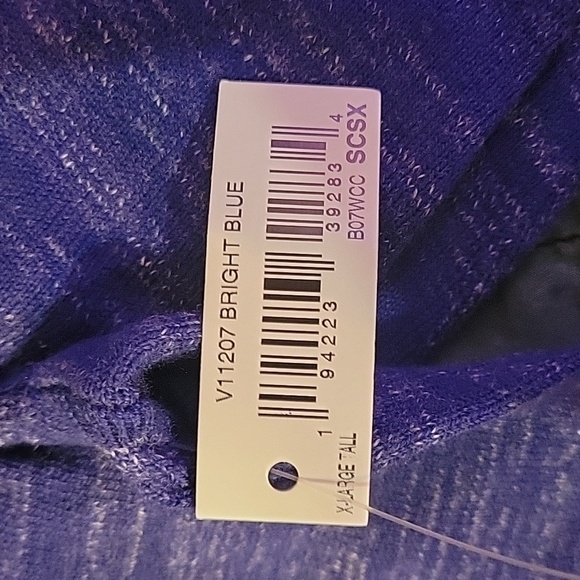 V11207 BRIGHT BLUE
1 94223 39283 4
X-LARGE TALL B07WCC SCSX